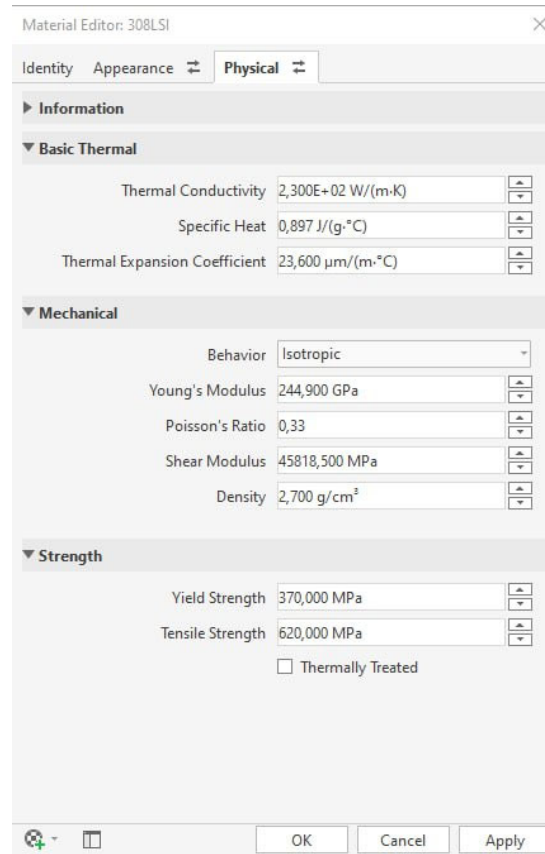 Material Editor: 308LSI
Identity Appearance Physical
Information
Basic Thermal
Thermal Conductivity 2,300E+02 W/(m·K)
Specific Heat 0,897 J/(g·°C)
Thermal Expansion Coefficient 23,600 µm/(m·°C)
Mechanical
Behavior Isotropic
Young's Modulus 244,900 GPa
Poisson's Ratio 0,33
Shear Modulus 45818,500 MPa
Density 2,700 g/cm³
Strength
Yield Strength 370,000 MPa
Tensile Strength 620,000 MPa
Thermally Treated
OK Cancel Apply